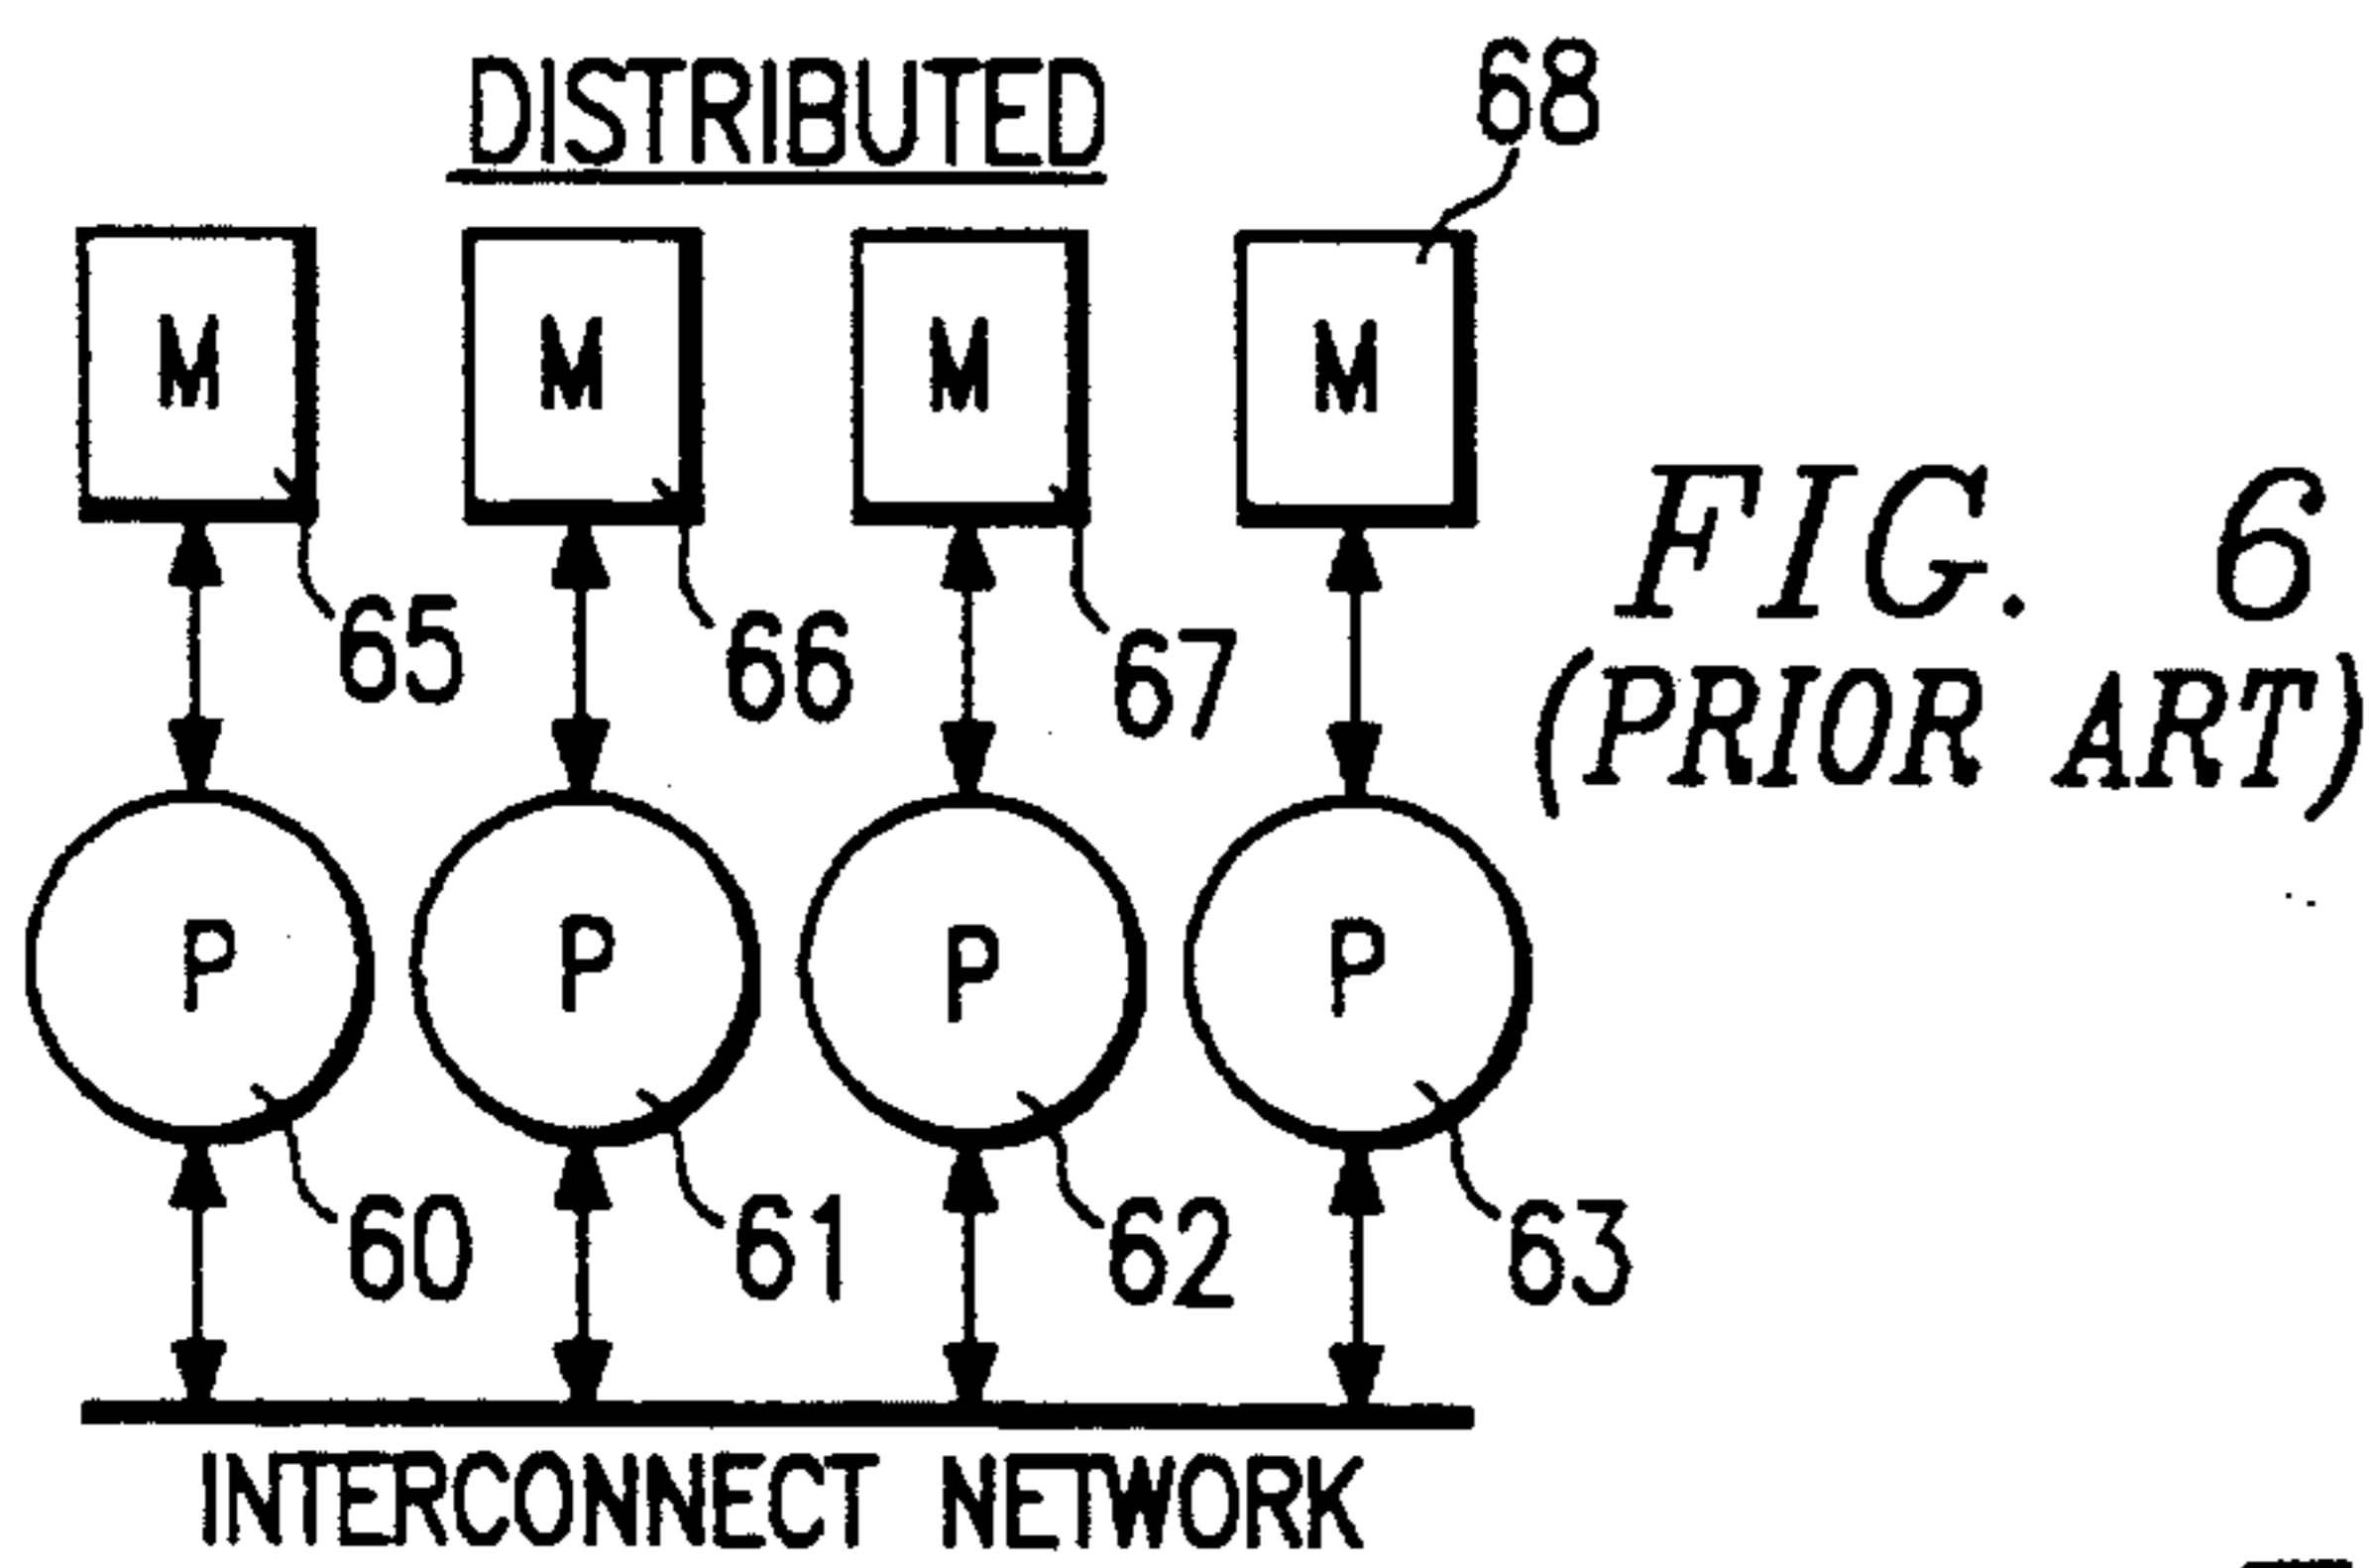 DISTRIBUTED
68
M M M M
65 66 67
FIG. 6
(PRIOR ART)
P P P P
60 61 62 63
INTERCONNECT NETWORK